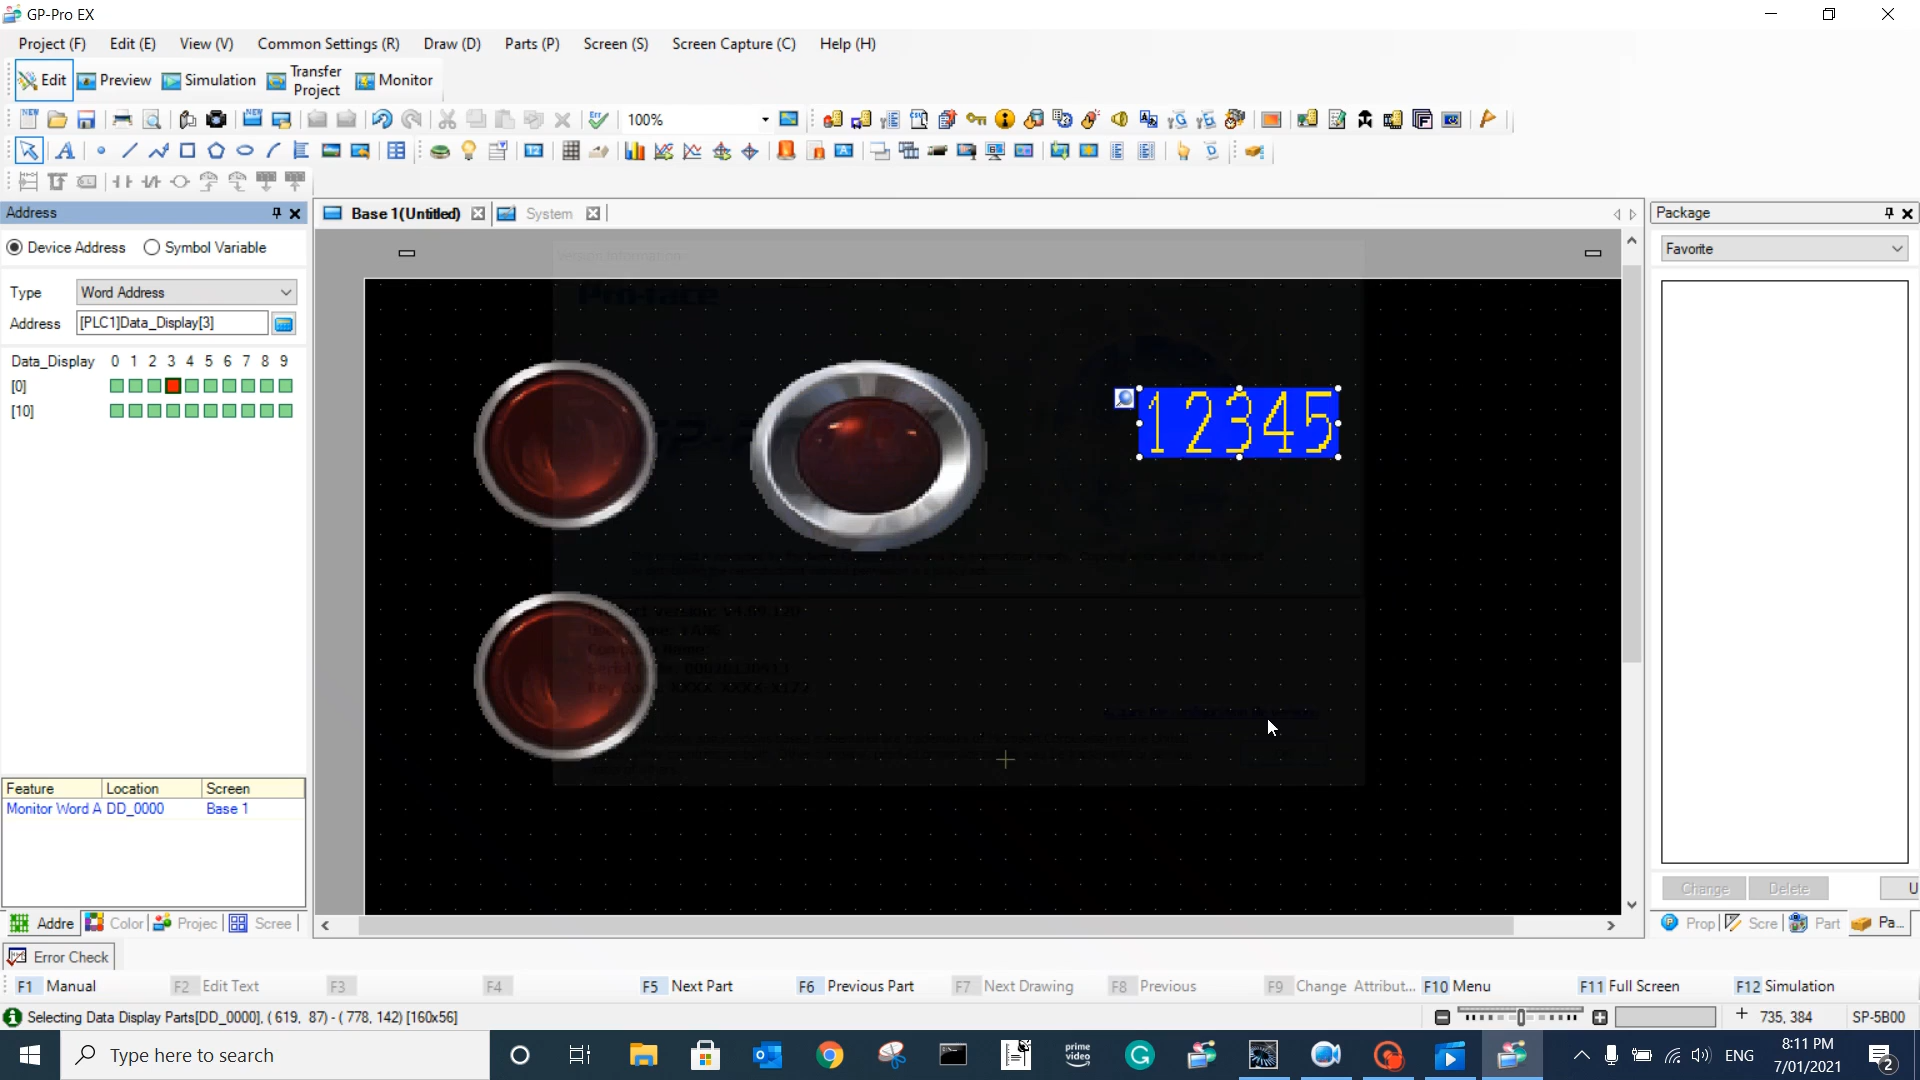 GP-Pro EX
Project (F) Edit (E) View (V) Common Settings (R) Draw (D) Parts (P) Screen (S) Screen Capture (C) Help (H)
Edit Preview Simulation Transfer Project Monitor
100%
Address
Base 1(Untitled) System
Package
Device Address Symbol Variable
Favorite
Type Word Address
Address [PLC1]Data_Display[3]
Data_Display 0 1 2 3 4 5 6 7 8 9
[0]
[10]
Pro-face
12345
Feature Location Screen
Monitor Word A DD_0000 Base 1
Change Delete U
Addre Color Projec Scree
Prop Scre Part Pa...
Error Check
F1 Manual F2 Edit Text F3 F4 F5 Next Part F6 Previous Part F7 Next Drawing F8 Previous F9 Change Attribut... F10 Menu F11 Full Screen F12 Simulation
Selecting Data Display Parts[DD_0000], ( 619, 87) - ( 778, 142) [160x56]
735, 384 SP-5B00
Type here to search
prime video
ENG
8:11 PM
7/01/2021
2